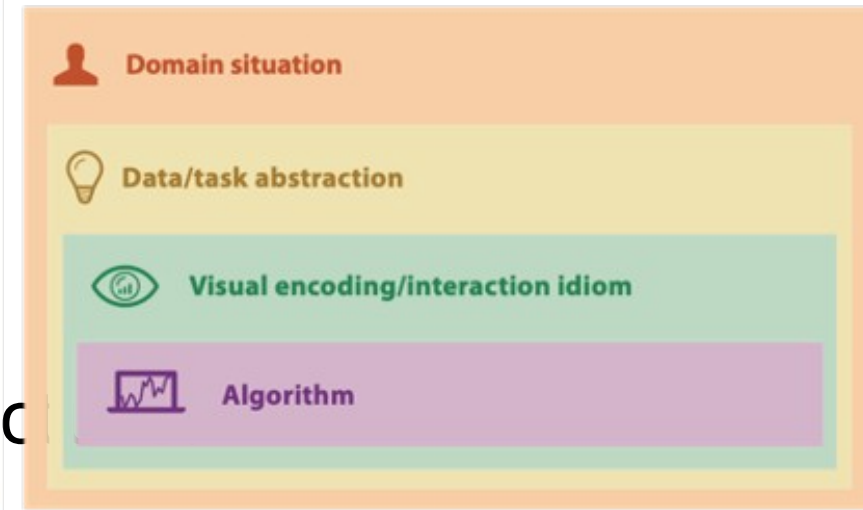 Domain situation
Data/task abstraction
Visual encoding/interaction idiom
Algorithm